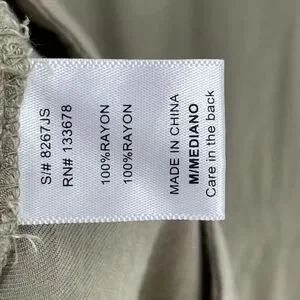 S/# 8267JS
RN# 133678
100%RAYON
100%RAYON
MADE IN CHINA
M/MEDIANO
Care in the back